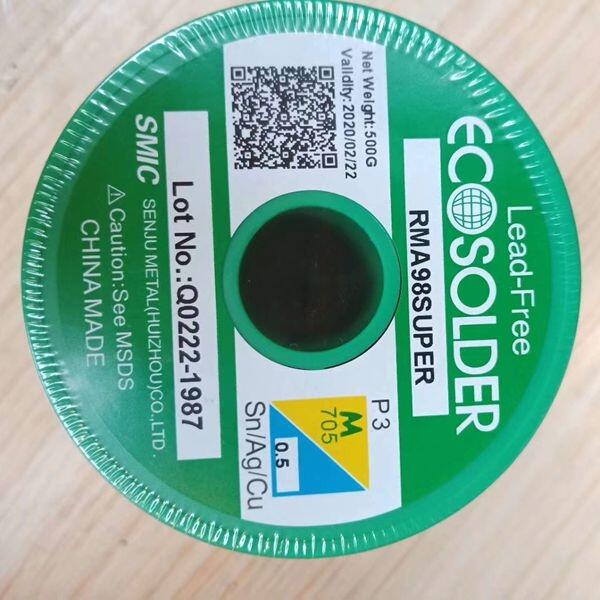 Lead-Free
ECOSOLDER
RMA98SUPER
Net Weight:500G
Validity:2020/02/22
P3
M
705
0.5
Sn/Ag/Cu
Lot No.:Q0222-1987
SMIC SENJU METAL(HUIZHOU)CO.,LTD.
⚠Caution:See MSDS
CHINA MADE